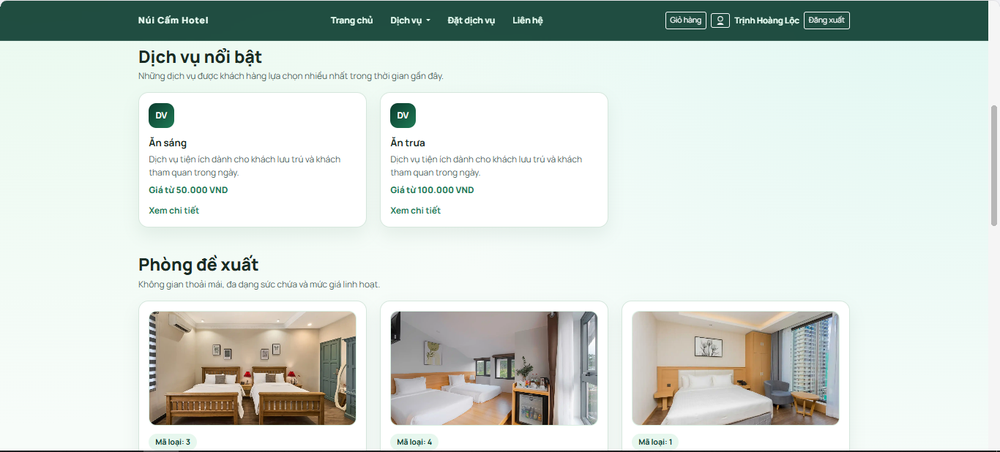 Núi Cấm Hotel
Trang chủ
Dịch vụ
Đặt dịch vụ
Liên hệ
Giỏ hàng
Trịnh Hoàng Lộc
Đăng xuất
Dịch vụ nổi bật
Những dịch vụ được khách hàng lựa chọn nhiều nhất trong thời gian gần đây.
DV
Ăn sáng
Dịch vụ tiện ích dành cho khách lưu trú và khách
tham quan trong ngày.
Giá từ 50.000 VND
Xem chi tiết
DV
Ăn trưa
Dịch vụ tiện ích dành cho khách lưu trú và khách
tham quan trong ngày.
Giá từ 100.000 VND
Xem chi tiết
Phòng đề xuất
Không gian thoải mái, đa dạng sức chứa và mức giá linh hoạt.
Mã loại: 3
Mã loại: 4
Mã loại: 1